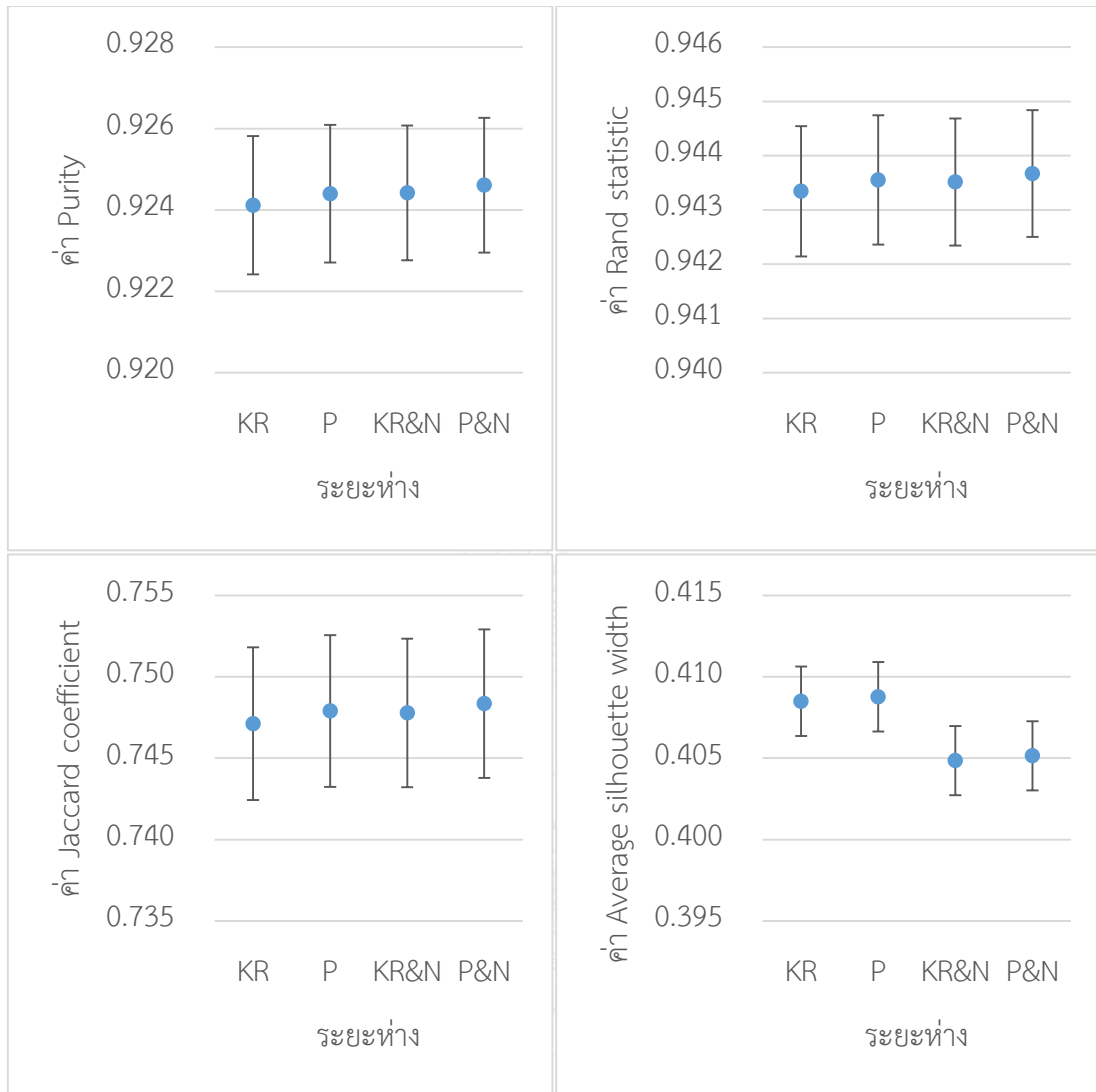 ค่า Purity
0.928
0.926
0.924
0.922
0.920
KR P KR&N P&N
ระยะห่าง
ค่า Rand statistic
0.946
0.945
0.944
0.943
0.942
0.941
0.940
KR P KR&N P&N
ระยะห่าง
ค่า Jaccard coefficient
0.755
0.750
0.745
0.740
0.735
KR P KR&N P&N
ระยะห่าง
ค่า Average silhouette width
0.415
0.410
0.405
0.400
0.395
KR P KR&N P&N
ระยะห่าง